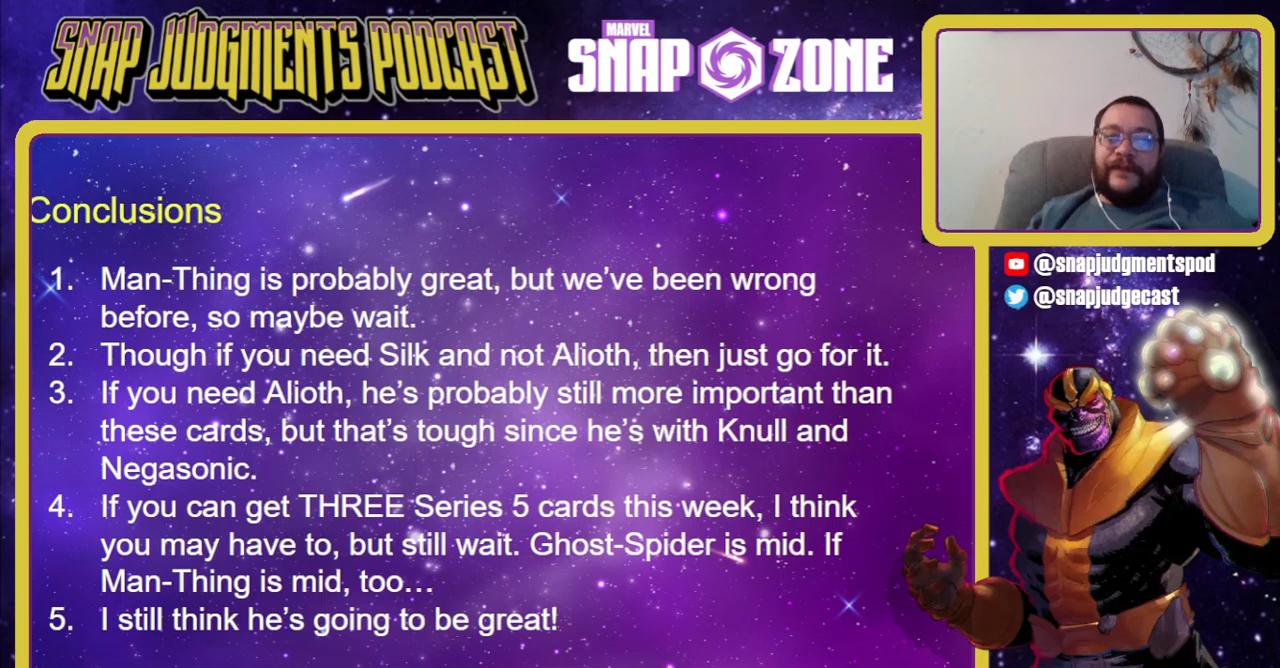 SNAP JUDGMENTS PODCAST
MARVEL
SNAP ZONE
Conclusions
1. Man-Thing is probably great, but we've been wrong
before, so maybe wait.
2. Though if you need Silk and not Alioth, then just go for it.
3. If you need Alioth, he's probably still more important than
these cards, but that's tough since he's with Knull and
Negasonic.
4. If you can get THREE Series 5 cards this week, I think
you may have to, but still wait. Ghost-Spider is mid. If
Man-Thing is mid, too…
5. I still think he's going to be great!
@snapjudgmentspod
@snapjudgecast